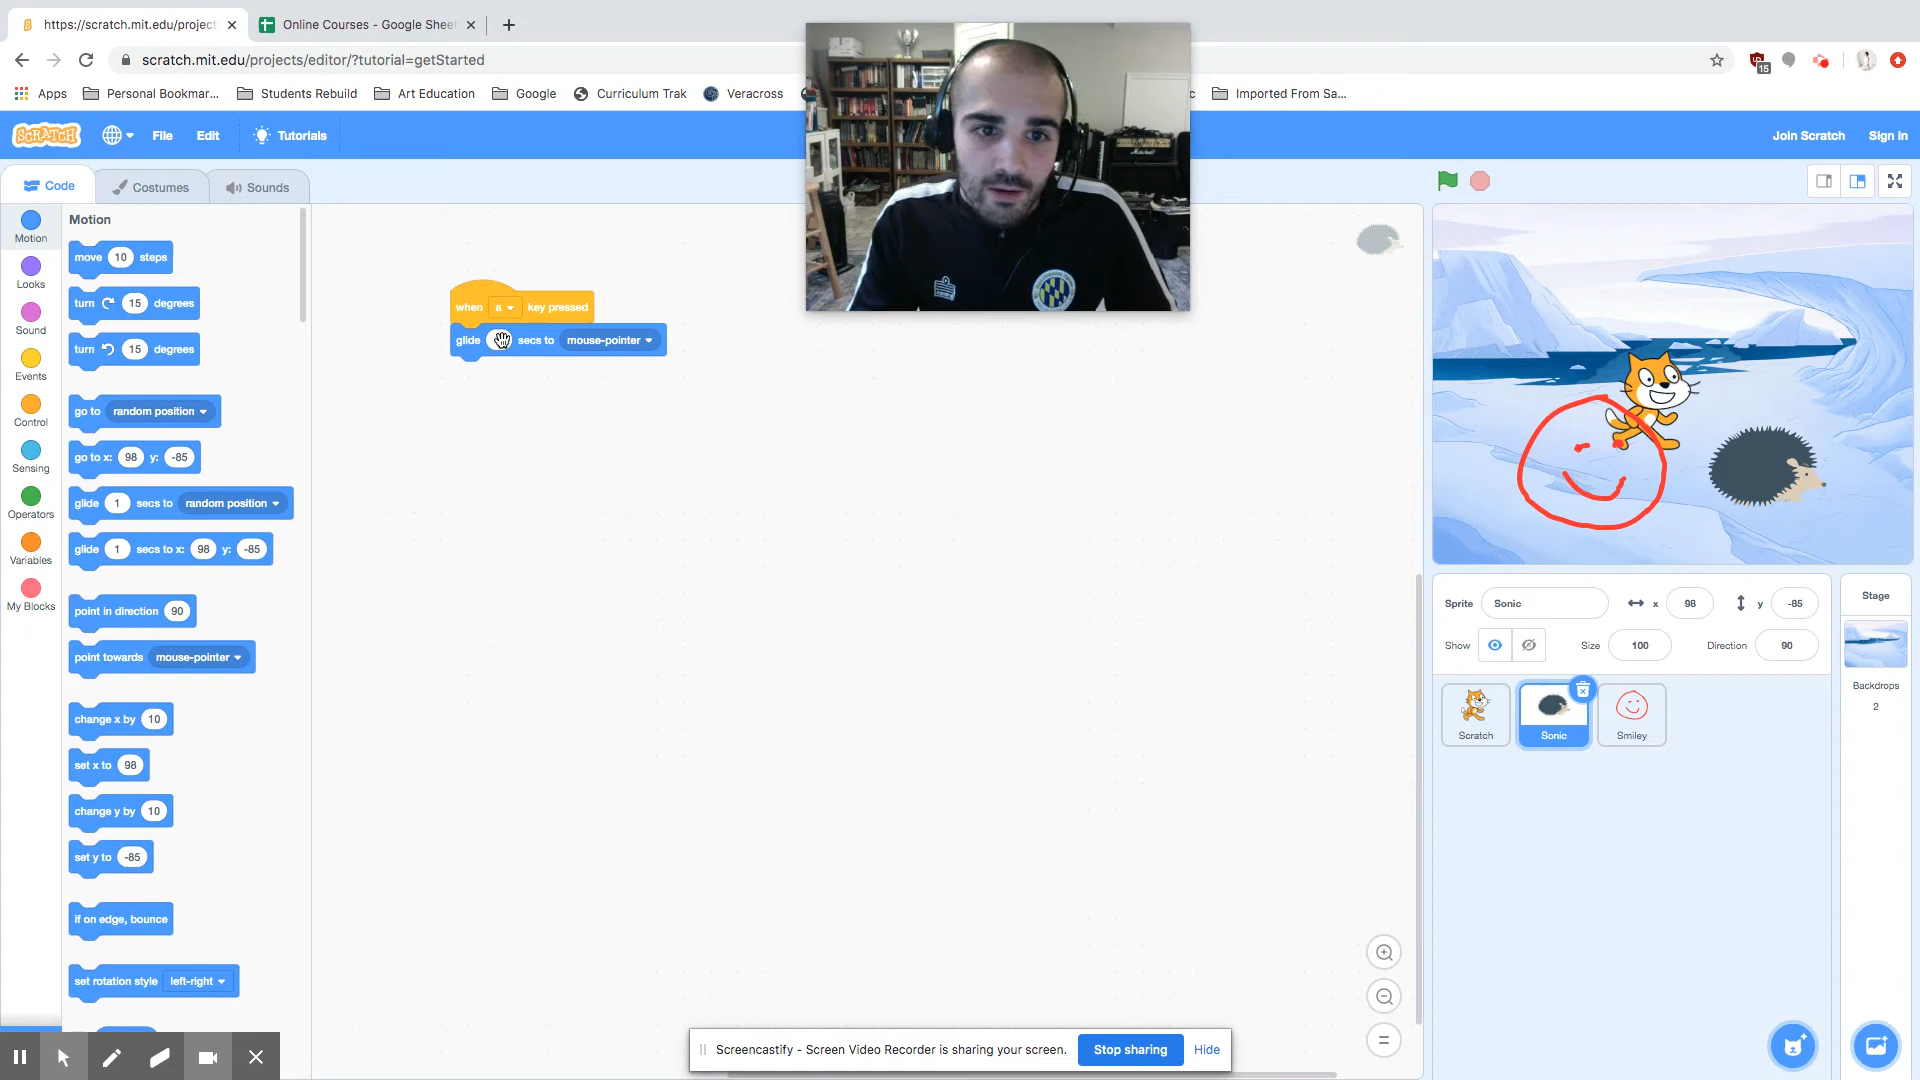 https://scratch.mit.edu/project
Online Courses - Google Sheet
scratch.mit.edu/projects/editor/?tutorial=getStarted
15
Apps
Personal Bookmar...
Students Rebuild
Art Education
Google
Curriculum Trak
Veracross
c
Imported From Sa...
SCRATCH
File
Edit
Tutorials
Join Scratch
Sign in
Code
Costumes
Sounds
Motion
Looks
Sound
Events
Control
Sensing
Operators
Variables
My Blocks
Motion
move 10 steps
turn 15 degrees
turn 15 degrees
go to random position
go to x: 98 y: -85
glide 1 secs to random position
glide 1 secs to x: 98 y: -85
point in direction 90
point towards mouse-pointer
change x by 10
set x to 98
change y by 10
set y to -85
if on edge, bounce
set rotation style left-right
when a key pressed
glide secs to mouse-pointer
Marshall
Sprite Sonic x 98 y -85
Show Size 100 Direction 90
Scratch
Sonic
Smiley
Stage
Backdrops
2
Screencastify - Screen Video Recorder is sharing your screen.
Stop sharing
Hide